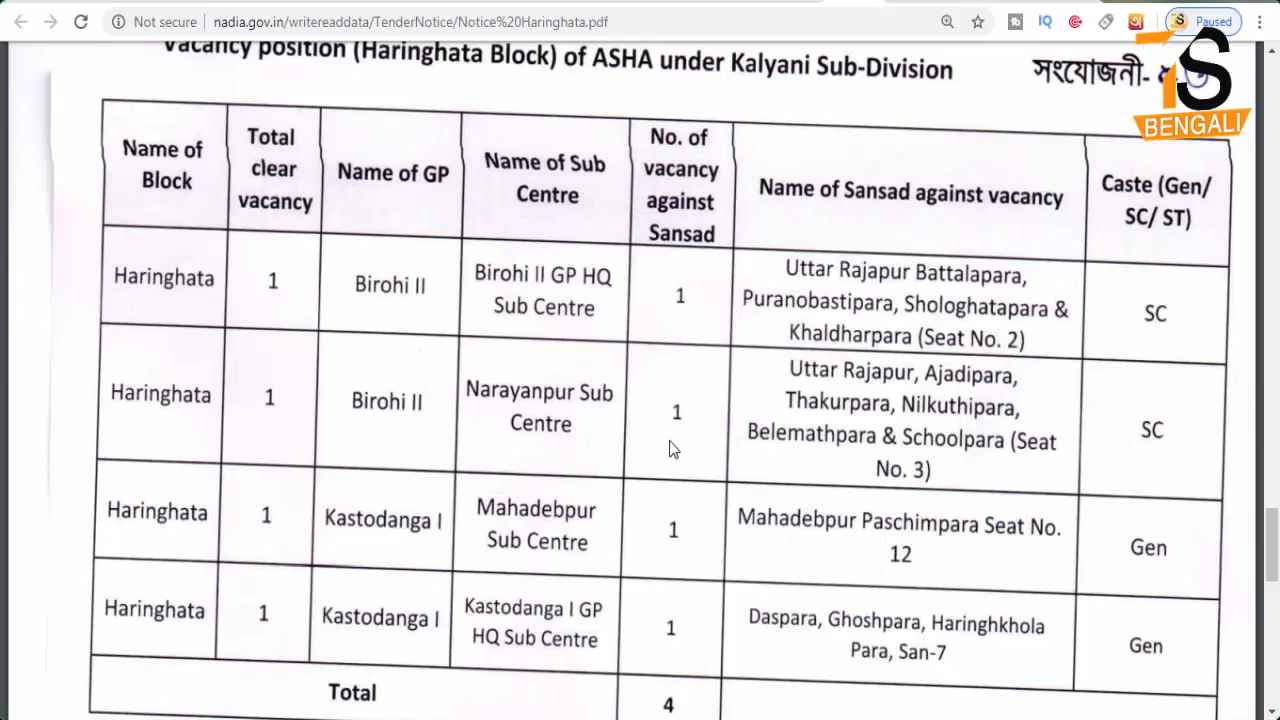 Not secure
nadia.gov.in/writereaddata/TenderNotice/Notice%20Haringhata.pdf
IQ
Paused
S
BENGALI
Vacancy position (Haringhata Block) of ASHA under Kalyani Sub-Division
সংযোজনী-
Name of Block
Total clear vacancy
Name of GP
Name of Sub Centre
No. of vacancy against Sansad
Name of Sansad against vacancy
Caste (Gen/ SC/ ST)
Haringhata
1
Birohi II
Birohi II GP HQ
Sub Centre
1
Uttar Rajapur Battalapara,
Puranobastipara, Shologhatapara &
Khaldharpara (Seat No. 2)
SC
Haringhata
1
Birohi II
Narayanpur Sub
Centre
1
Uttar Rajapur, Ajadipara,
Thakurpara, Nilkuthipara,
Belemathpara & Schoolpara (Seat
No. 3)
SC
Haringhata
1
Kastodanga I
Mahadebpur
Sub Centre
1
Mahadebpur Paschimpara Seat No.
12
Gen
Haringhata
1
Kastodanga I
Kastodanga I GP
HQ Sub Centre
1
Daspara, Ghoshpara, Haringhkhola
Para, San-7
Gen
Total
4